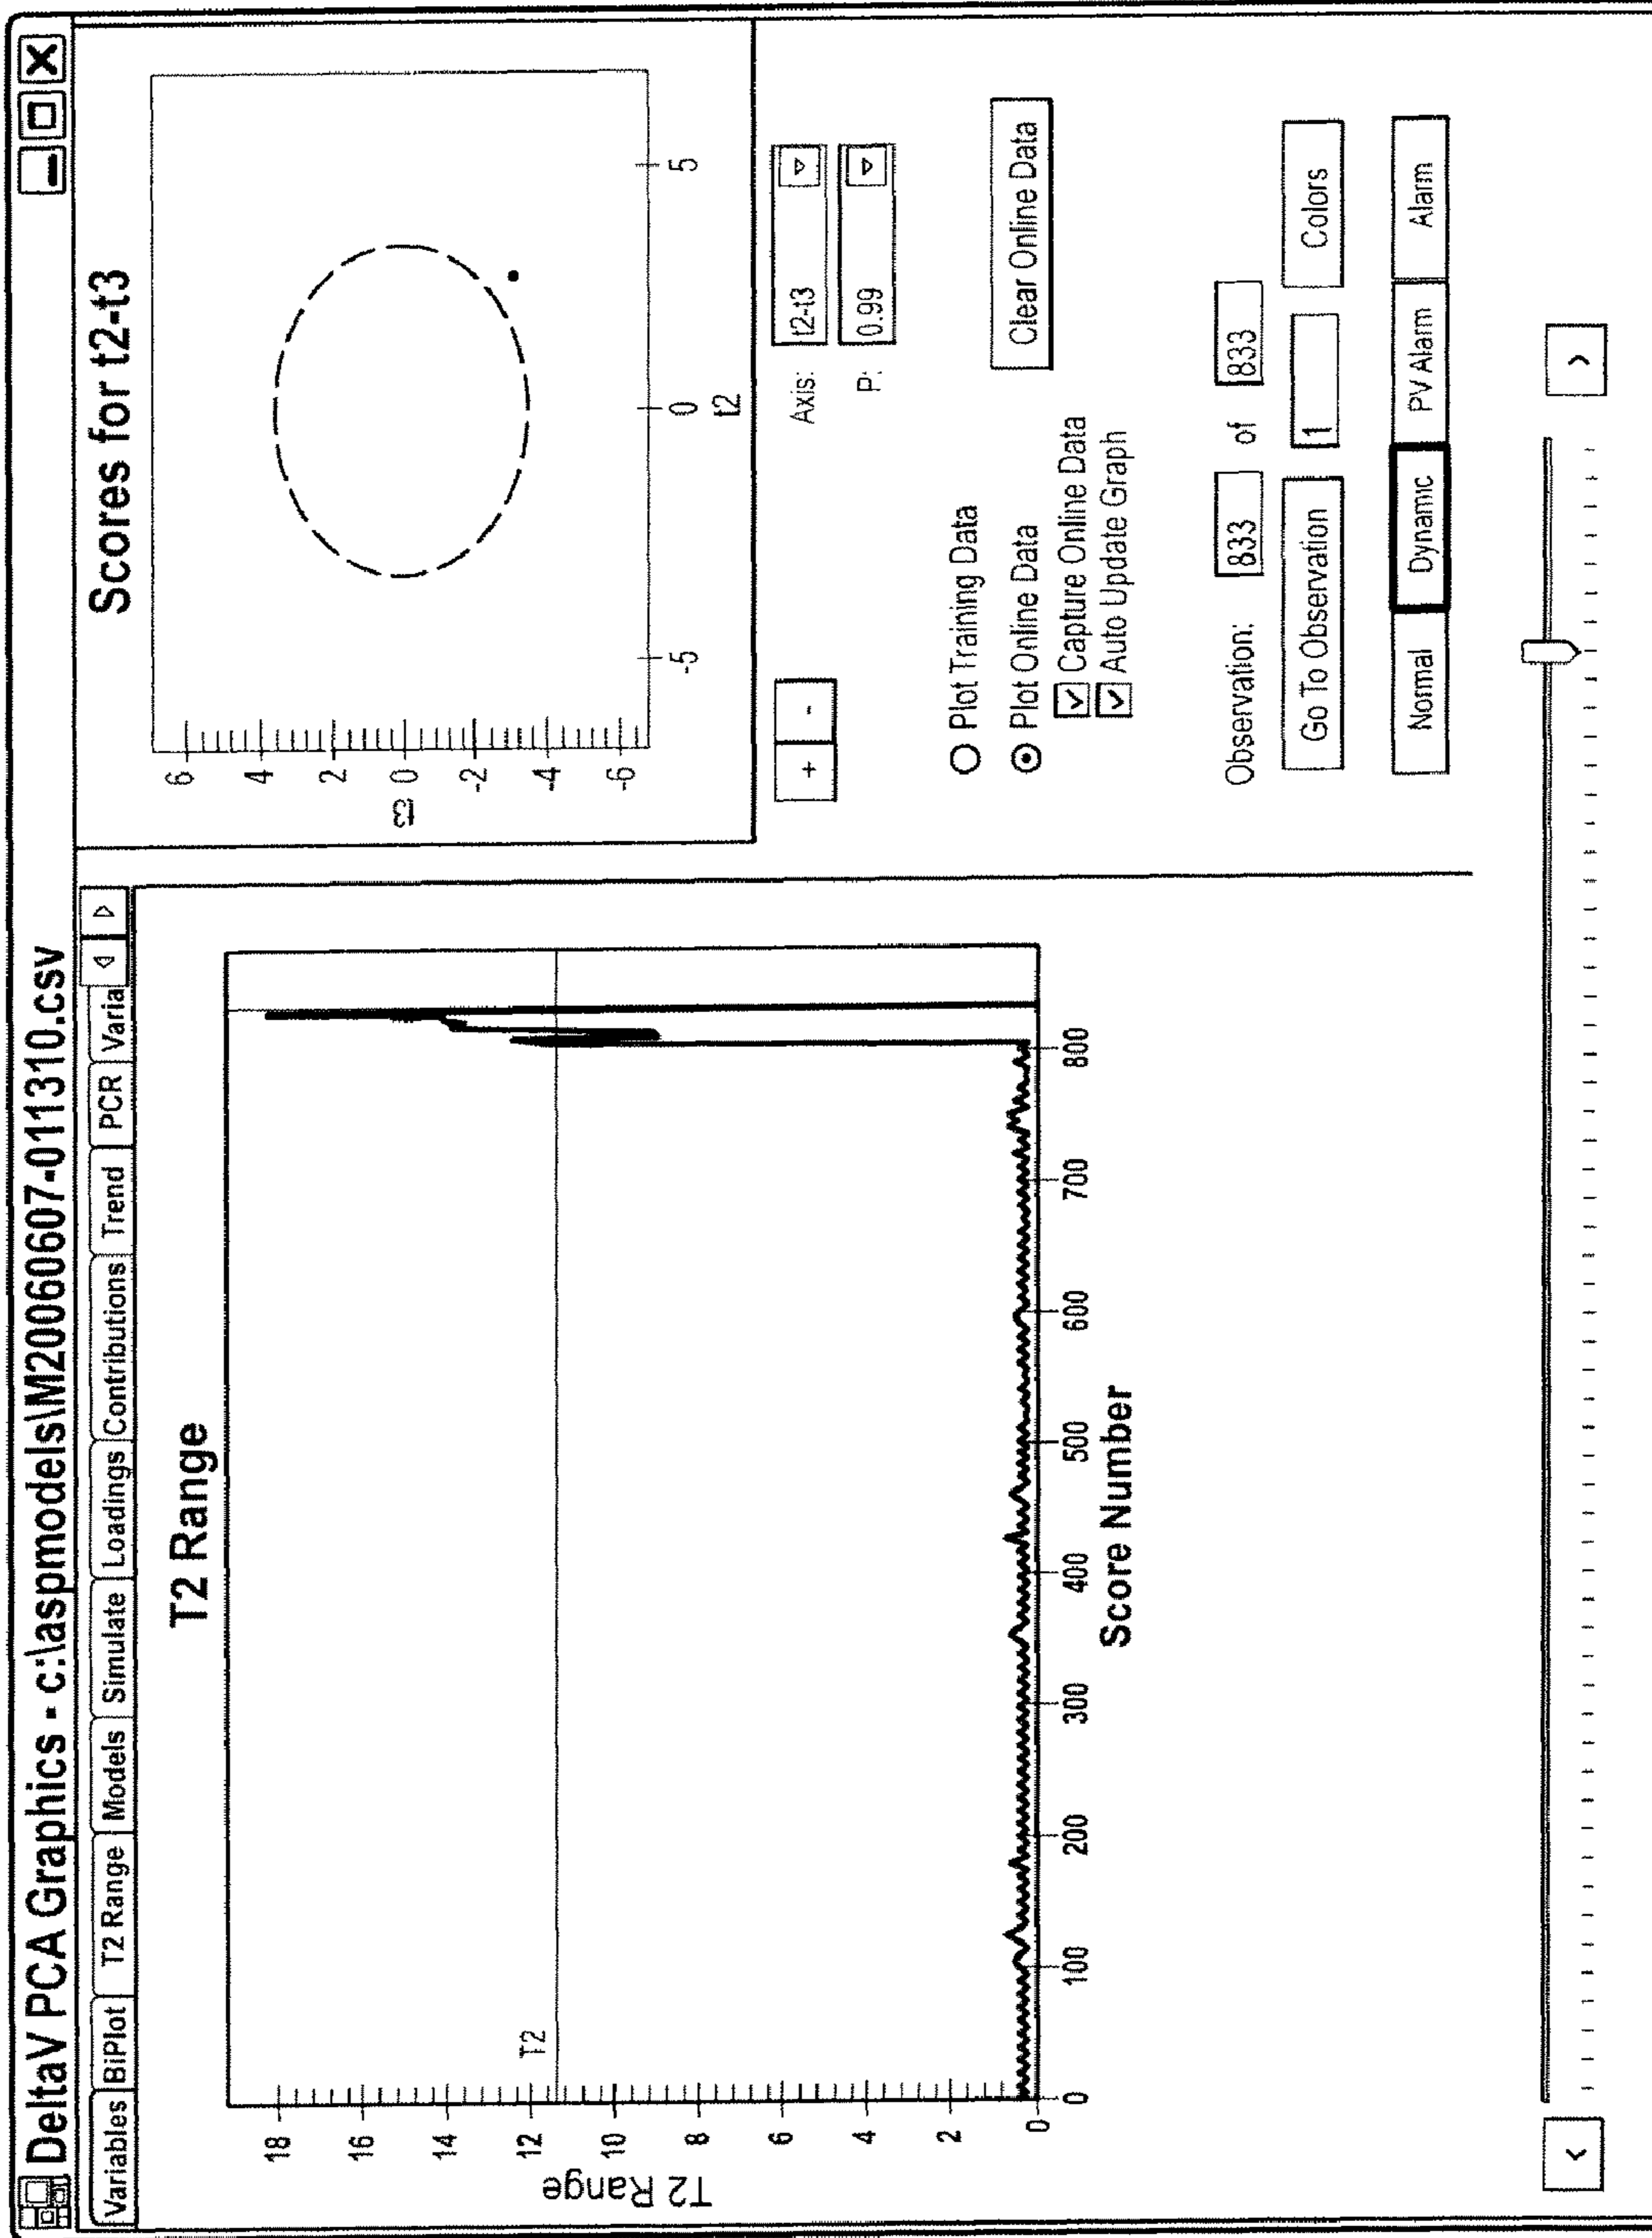 DeltaV PCA Graphics - c:\aspmodels\M2006607-011310.csv
Variables BiPlot T2 Range Models Simulate Loadings Contributions Trend PCR Varia
T2 Range
T2 Range
18
16
14
12
10
8
6
4
2
0
T2
0 100 200 300 400 500 600 700 800
Score Number
Scores for t2-t3
t3
6
4
2
0
-2
-4
-6
-5 0 5
t2
+ -
Axis: t2-t3
P: 0.99
Plot Training Data
Plot Online Data
Capture Online Data
Auto Update Graph
Clear Online Data
Observation: 833 of 833
Go To Observation 1 Colors
Normal Dynamic PV Alarm Alarm
< >